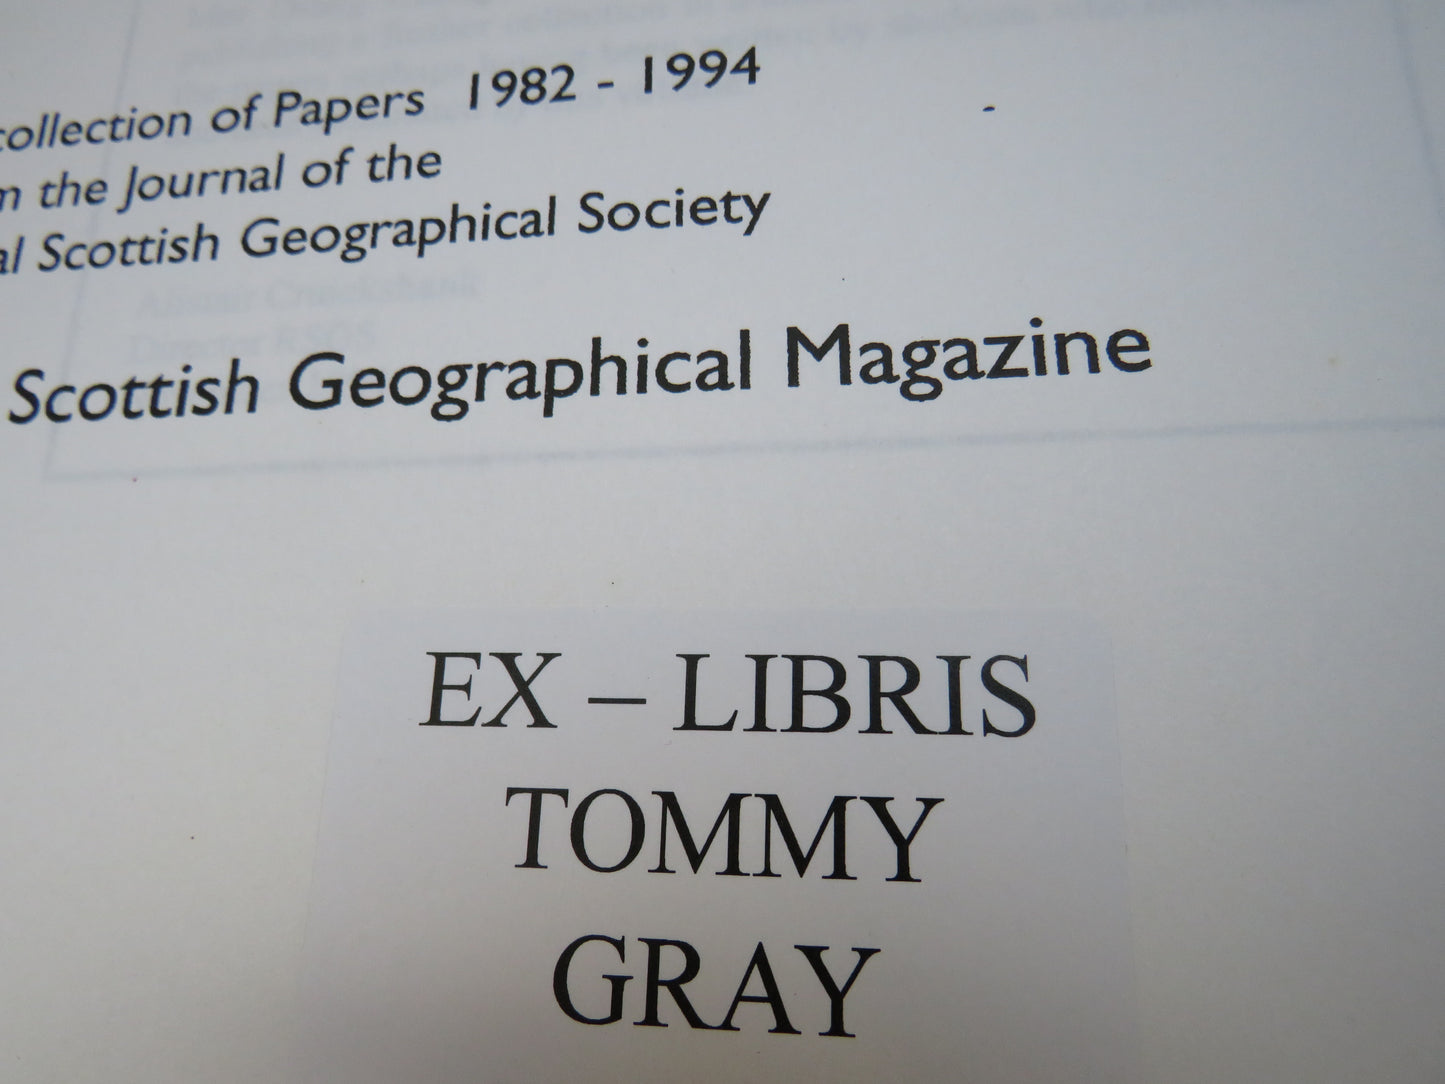 collection of Papers 1982 - 1994
m the Journal of the
al Scottish Geographical Society
Scottish Geographical Magazine
EX – LIBRIS
TOMMY
GRAY